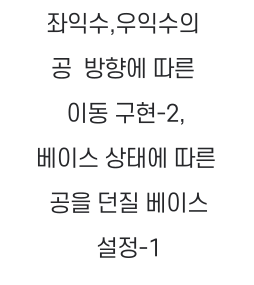 좌익수,우익수의
공  방향에 따른
이동 구현-2,
베이스 상태에 따른
공을 던질 베이스
설정-1